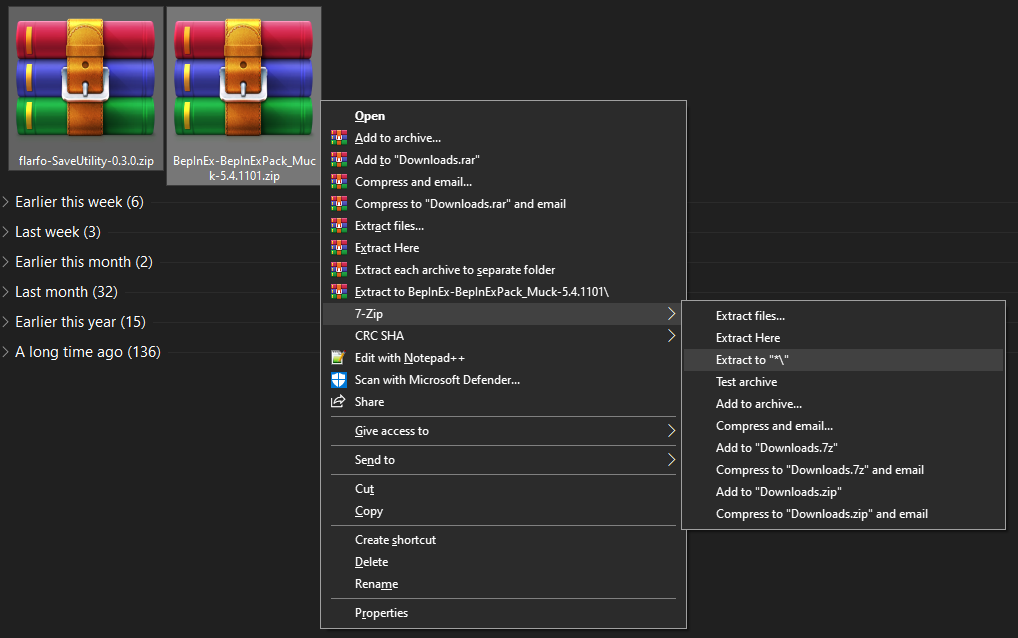 flarfo-SaveUtility-0.3.0.zip
BepInEx-BepInExPack_Muc
k-5.4.1101.zip
Earlier this week (6)
Last week (3)
Earlier this month (2)
Last month (32)
Earlier this year (15)
A long time ago (136)
Open
Add to archive...
Add to "Downloads.rar"
Compress and email...
Compress to "Downloads.rar" and email
Extract files...
Extract Here
Extract each archive to separate folder
Extract to BepInEx-BepInExPack_Muck-5.4.1101\
7-Zip
CRC SHA
Edit with Notepad++
Scan with Microsoft Defender...
Share
Give access to
Send to
Cut
Copy
Create shortcut
Delete
Rename
Properties
Extract files...
Extract Here
Extract to "*\"
Test archive
Add to archive...
Compress and email...
Add to "Downloads.7z"
Compress to "Downloads.7z" and email
Add to "Downloads.zip"
Compress to "Downloads.zip" and email